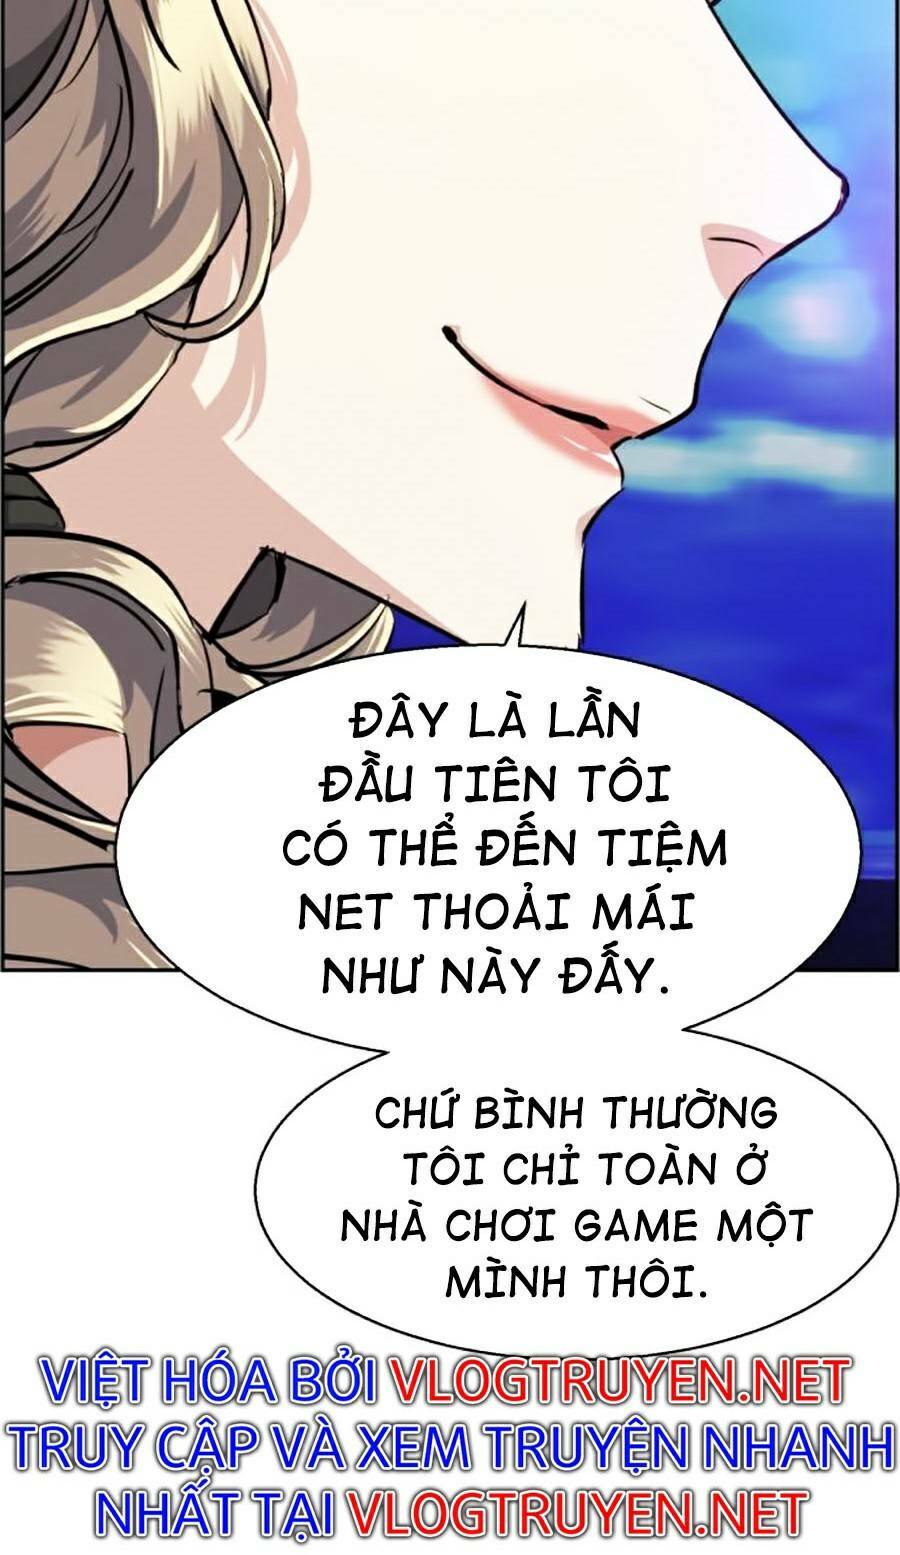 ĐÂY LÀ LẦN
ĐẦU TIÊN TÔI
CÓ THỂ ĐẾN TIỆM
NET THOẢI MÁI
NHƯ NÀY ĐẤY.
CHỨ BÌNH THƯỜNG
TÔI CHỈ TOÀN Ở
NHÀ CHƠI GAME MỘT
MÌNH THÔI.
VIỆT HÓA BỞI VLOGTRUYEN.NET
TRUY CẬP VÀ XEM TRUYỆN NHANH
NHẤT TẠI VLOGTRUYEN.NET